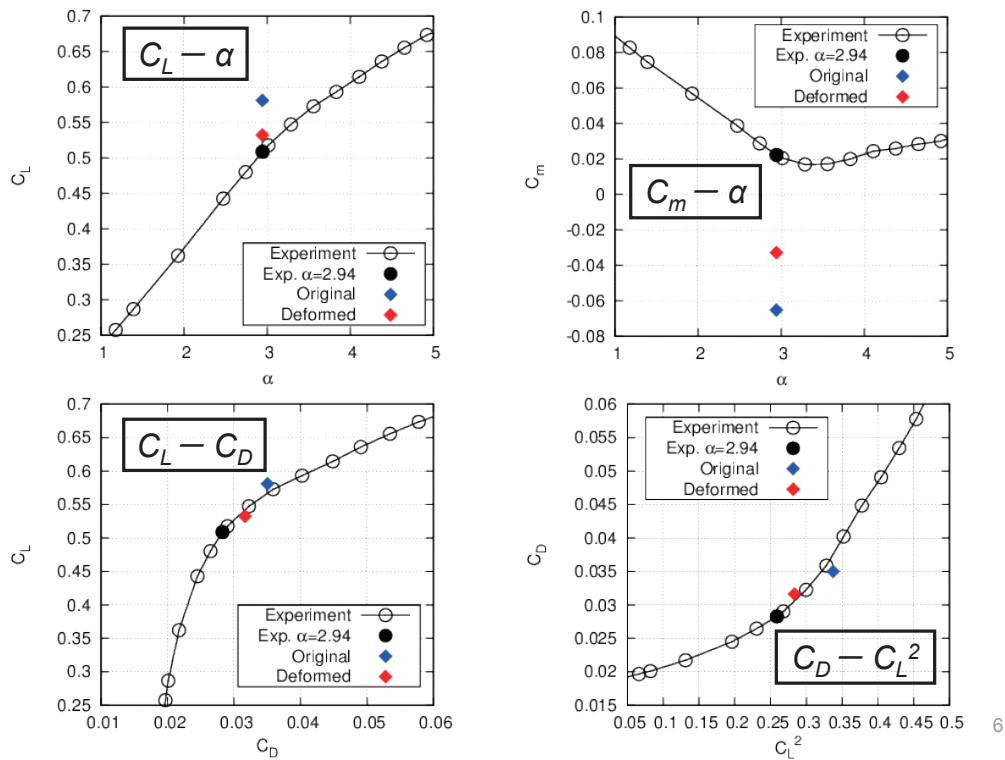 C_L – α
Experiment
Exp. α=2.94
Original
Deformed
C_L
0.7
0.65
0.6
0.55
0.5
0.45
0.4
0.35
0.3
0.25
1
2
3
4
5
α
C_m – α
Experiment
Exp. α=2.94
Original
Deformed
C_m
0.1
0.08
0.06
0.04
0.02
0
-0.02
-0.04
-0.06
-0.08
1
2
3
4
5
α
C_L – C_D
Experiment
Exp. α=2.94
Original
Deformed
C_L
0.7
0.65
0.6
0.55
0.5
0.45
0.4
0.35
0.3
0.25
0.01
0.02
0.03
0.04
0.05
0.06
C_D
C_D – C_L²
Experiment
Exp. α=2.94
Original
Deformed
C_D
0.06
0.055
0.05
0.045
0.04
0.035
0.03
0.025
0.02
0.015
0.05
0.1
0.15
0.2
0.25
0.3
0.35
0.4
0.45
0.5
C_L²
6